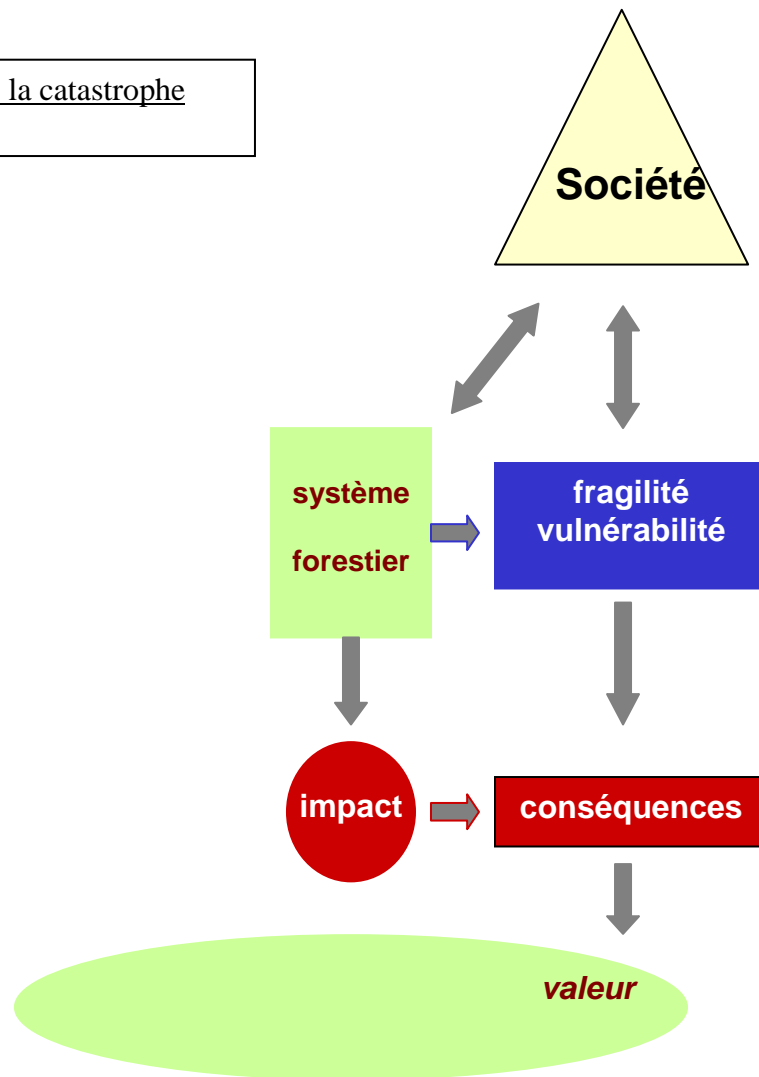 la catastrophe
Société
système
forestier
fragilité
vulnérabilité
impact
conséquences
valeur